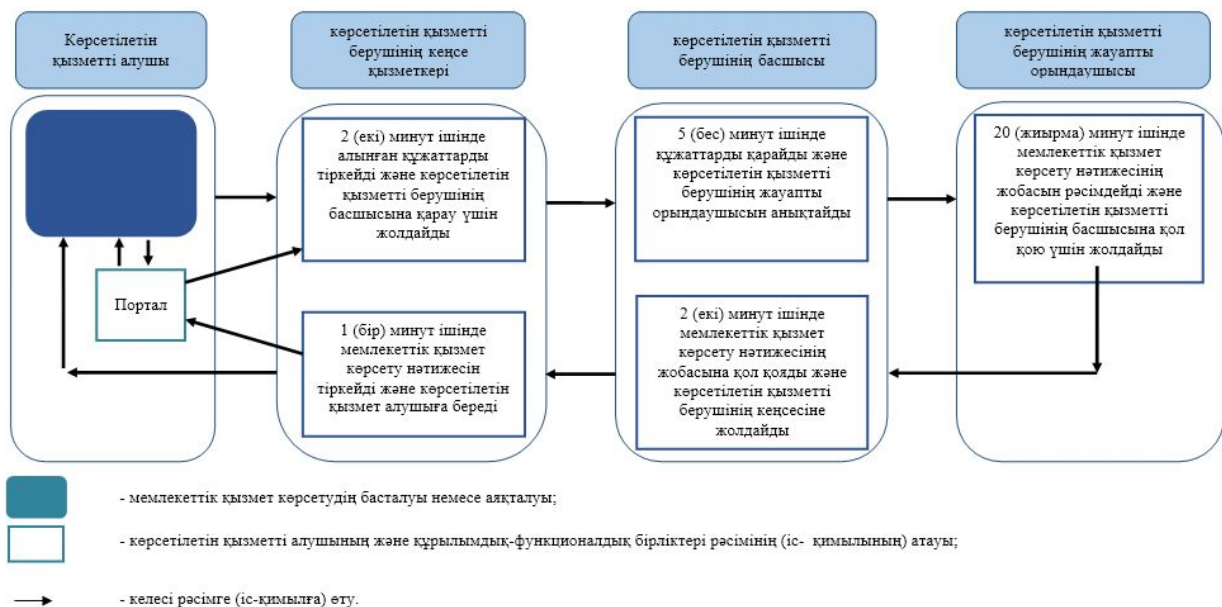 Көрсетілетін
қызметті алушы
көрсетілетін қызметті
берушінің кеңсе
қызметкері
көрсетілетін қызметті
берушінің басшысы
көрсетілетін қызметті
берушінің жауапты
орындаушысы
2 (екі) минут ішінде
алынған құжаттарды
тіркейді және көрсетілетін
қызметті берушінің
басшысына қарау үшін
жолдайды
5 (бес) минут ішінде
құжаттарды қарайды және
көрсетілетін қызметті
берушінің жауапты
орындаушысын анықтайды
20 (жиырма) минут ішінде
мемлекеттік қызмет
көрсету нәтижесінің
жобасын рәсімдейді және
көрсетілетін қызметті
берушінің басшысына қол
қою үшін жолдайды
Портал
1 (бір) минут ішінде
мемлекеттік қызмет
көрсету нәтижесін
тіркейді және көрсетілетін
қызмет алушыға береді
2 (екі) минут ішінде
мемлекеттік қызмет
көрсету нәтижесінің
жобасына қол қояды және
көрсетілетін қызметті
берушінің кеңсесіне
жолдайды
- мемлекеттік қызмет көрсетудің басталуы немесе аяқталуы;
- көрсетілетін қызметті алушының және құрылымдық-функционалдық бірліктері рәсімінің (іс- қимылының) атауы;
- келесі рәсімге (іс-қимылға) өту.